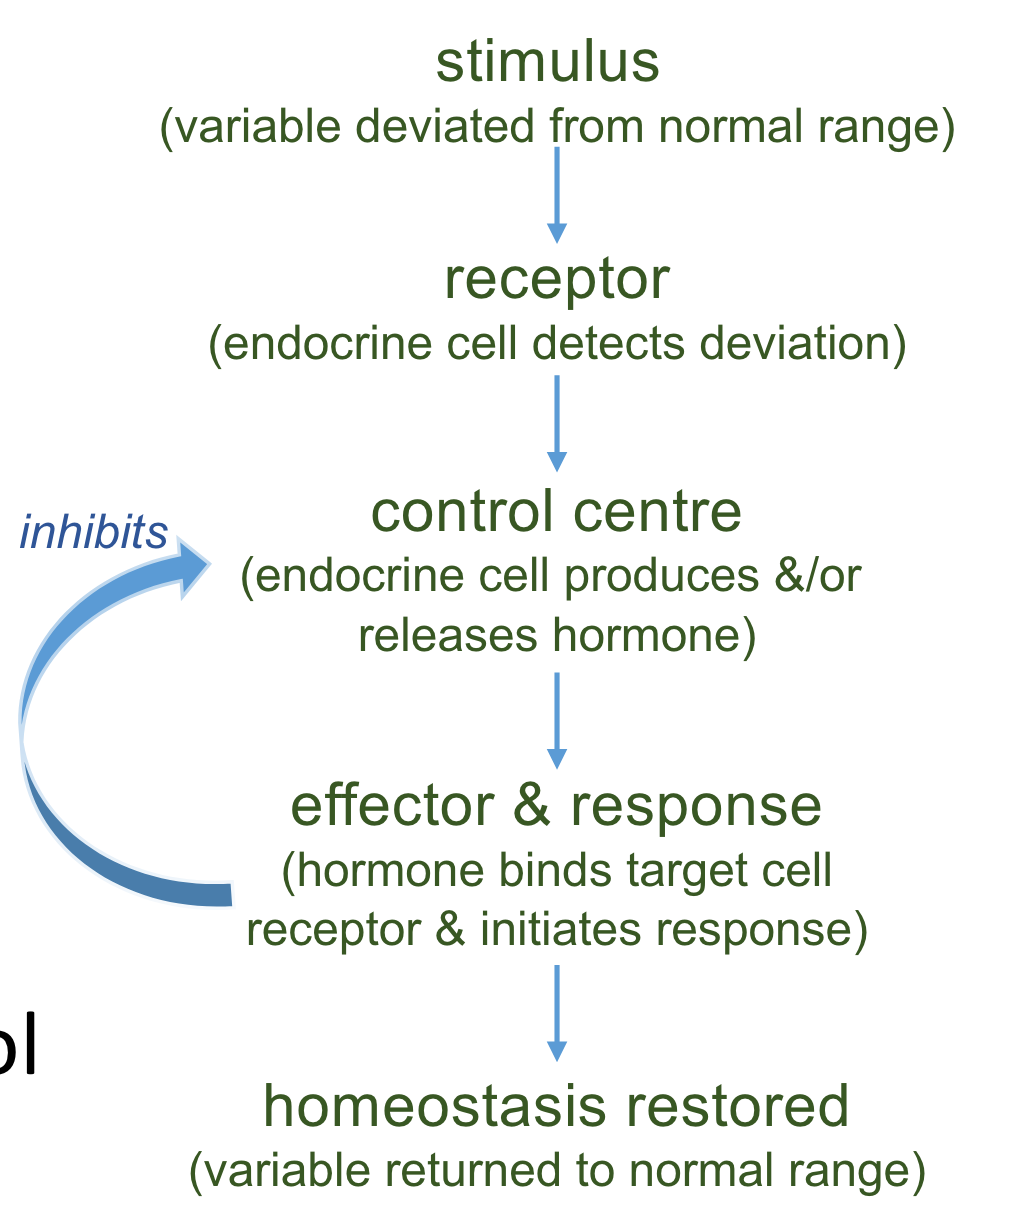 stimulus
(variable deviated from normal range)
receptor
(endocrine cell detects deviation)
inhibits
control centre
(endocrine cell produces &/or
releases hormone)
effector & response
(hormone binds target cell
receptor & initiates response)
ol
homeostasis restored
(variable returned to normal range)